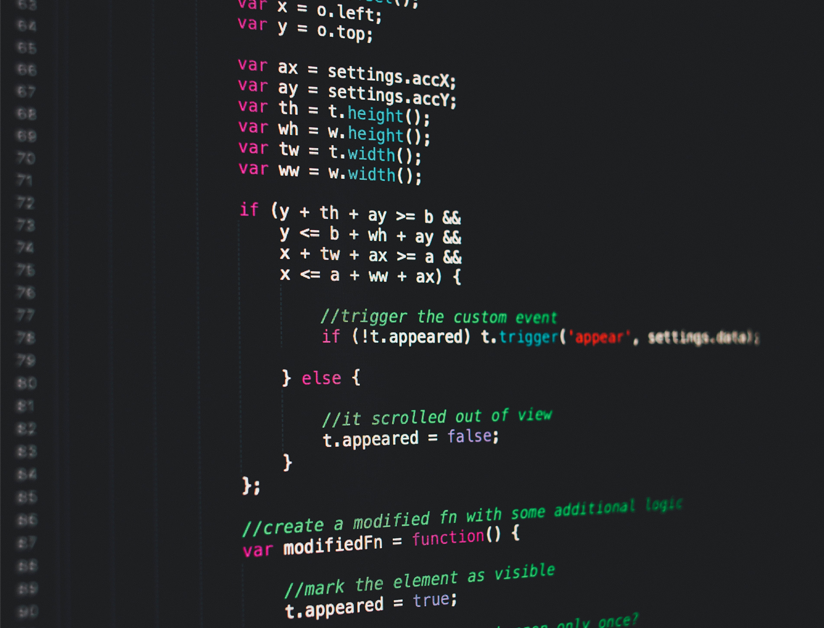 63 var x = o.left;
64 var y = o.top;
65
66 var ax = settings.accX;
67 var ay = settings.accY;
68 var th = t.height();
69 var wh = w.height();
70 var tw = t.width();
71 var ww = w.width();
72 if (y + th + ay >= b &&
73 y <= b + wh + ay &&
74 x + tw + ax >= a &&
75 x <= a + ww + ax) {
76
77 //trigger the custom event
78 if (!t.appeared) t.trigger('appear', settings.data);
79
80 } else {
81
82 //it scrolled out of view
83 t.appeared = false;
84 }
85 };
86 //create a modified fn with some additional logic
87 var modifiedFn = function() {
88
89 //mark the element as visible
90 t.appeared = true;
only once?